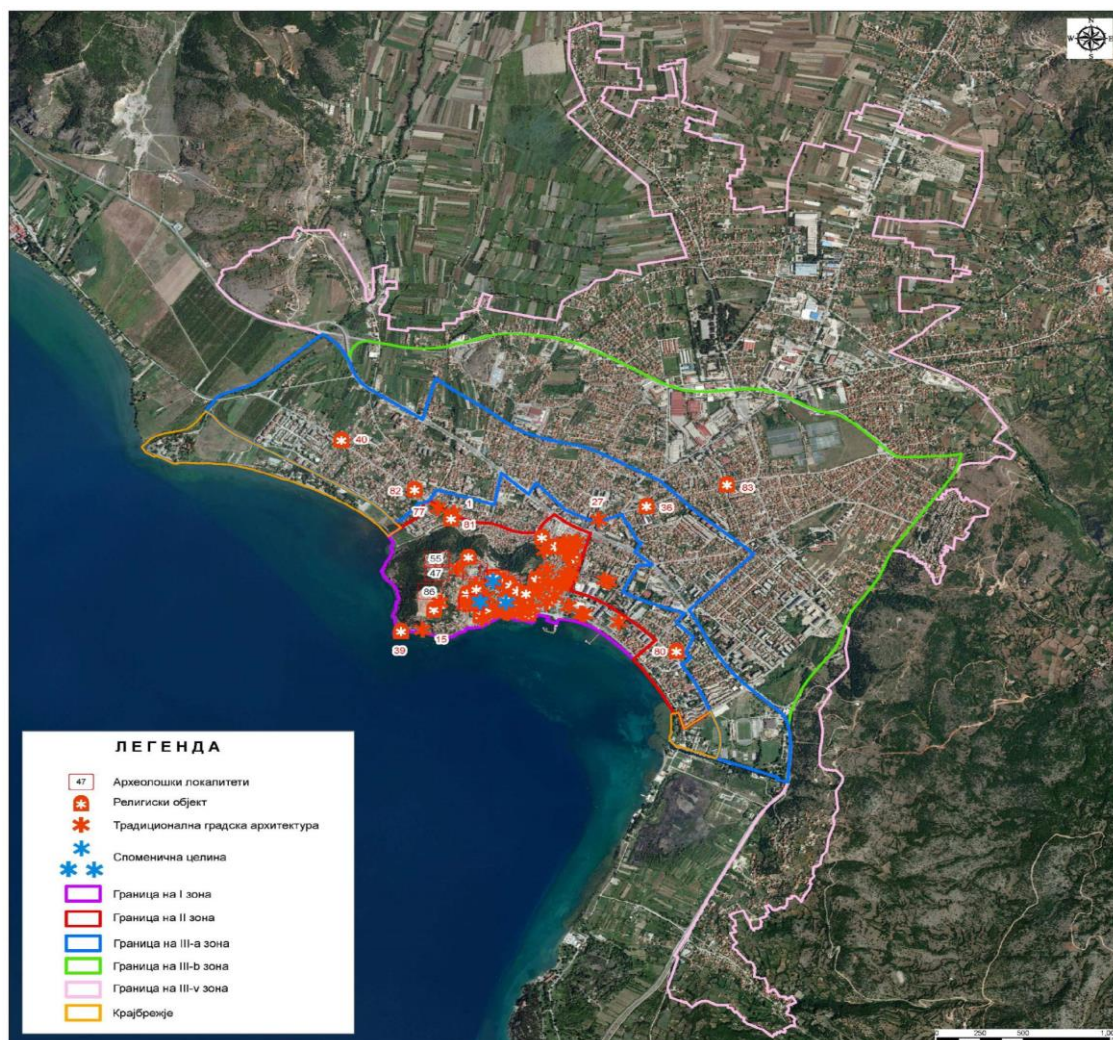 N
W E
S
40
82
77
1
81
27
36
83
55
47
86
39
15
80
ЛЕГЕНДА
47 Археолошки локалитети
Религиски објект
Традиционална градска архитектура
Споменична целина
Граница на I зона
Граница на II зона
Граница на III-а зона
Граница на III-b зона
Граница на III-v зона
Крајбрежје
0 250 500